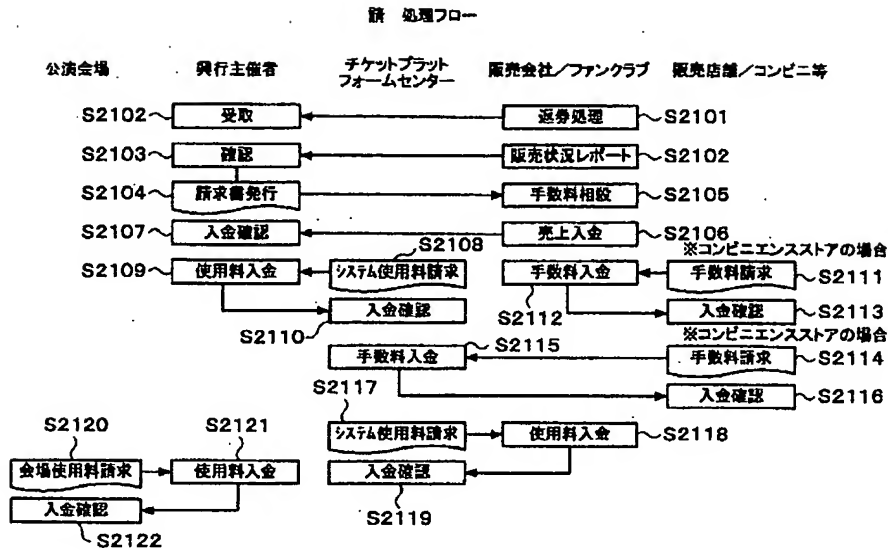 請 処理フロー
公演会場 興行主催者 チケットプラットフォームセンター 販売会社/ファンクラブ 販売店舗/コンビニ等
S2102 受取 返券処理 S2101
S2103 確認 販売状況レポート S2102
S2104 請求書発行 手数料相殺 S2105
S2107 入金確認 売上入金 S2106
S2108 ※コンビニエンスストアの場合
S2109 使用料入金 システム使用料請求 手数料入金 手数料請求 S2111
S2110 入金確認 S2112 入金確認 S2113
※コンビニエンスストアの場合
S2115
手数料入金 手数料請求 S2114
S2117 入金確認 S2116
S2120 S2121 システム使用料請求 使用料入金 S2118
会場使用料請求 使用料入金 入金確認
入金確認 S2119
S2122